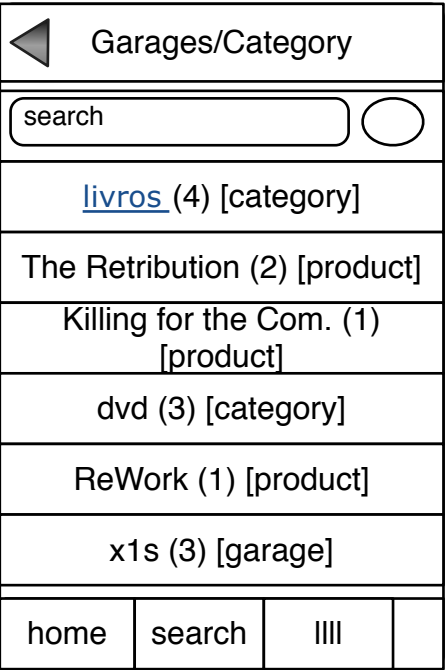 Garages/Category
search
livros (4) [category]
The Retribution (2) [product]
Killing for the Com. (1)
[product]
dvd (3) [category]
ReWork (1) [product]
x1s (3) [garage]
home search llll